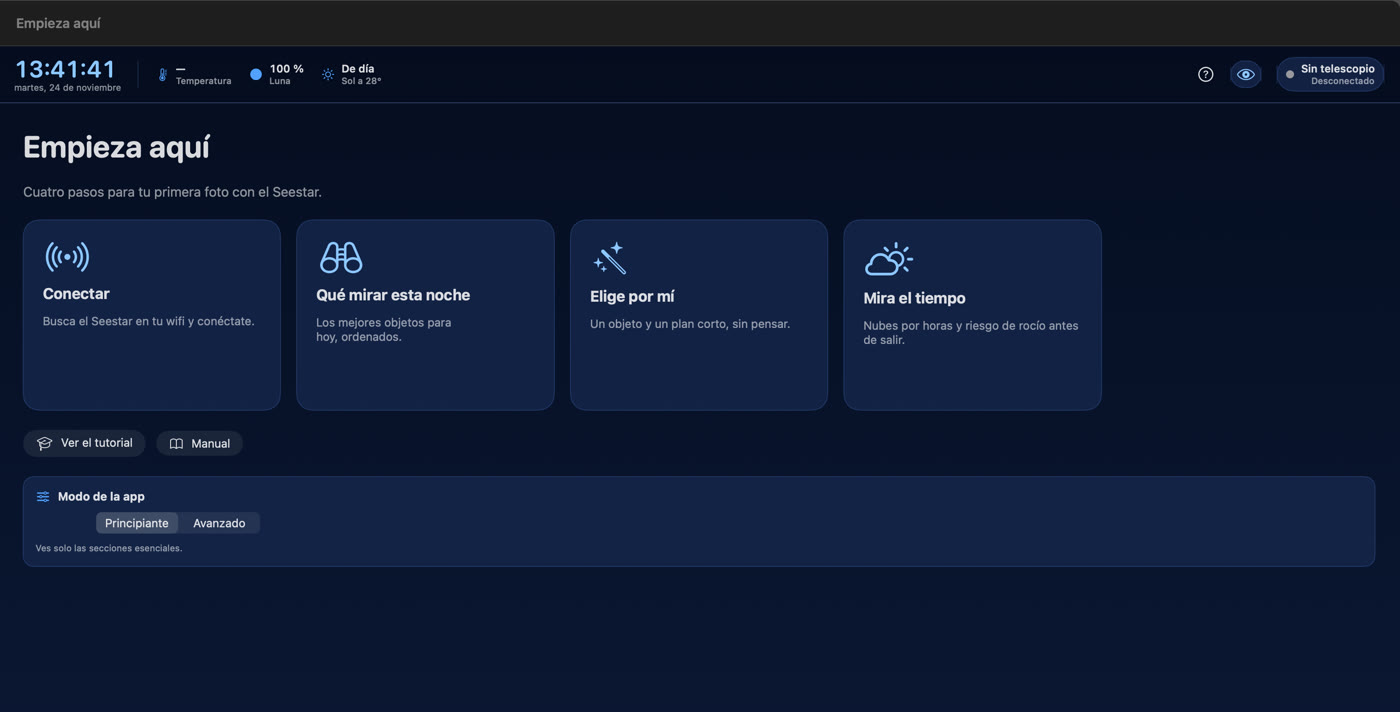 Empieza aquí
13:41:41
martes, 24 de noviembre
—
Temperatura
100 %
Luna
De día
Sol a 28°
?
Sin telescopio
Desconectado
Empieza aquí
Cuatro pasos para tu primera foto con el Seestar.
Conectar
Busca el Seestar en tu wifi y conéctate.
Qué mirar esta noche
Los mejores objetos para
hoy, ordenados.
Elige por mí
Un objeto y un plan corto, sin pensar.
Mira el tiempo
Nubes por horas y riesgo de rocío antes
de salir.
Ver el tutorial
Manual
Modo de la app
Principiante
Avanzado
Ves solo las secciones esenciales.